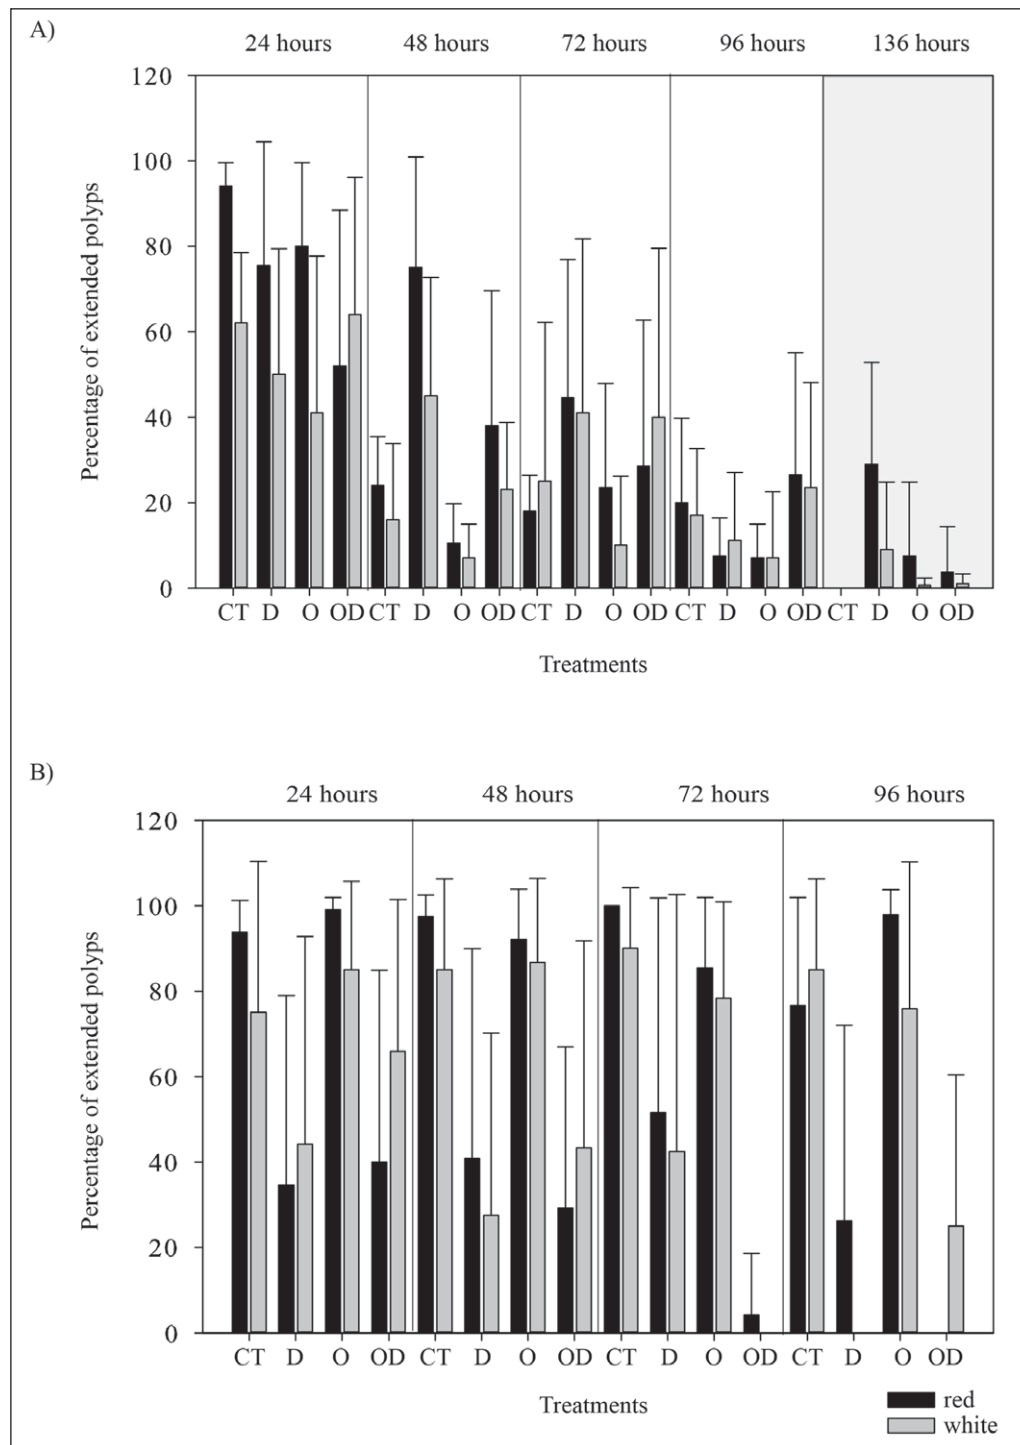 A)
24 hours 48 hours 72 hours 96 hours 136 hours
120
100
80
60
40
20
0
Percentage of extended polyps
CT D O OD CT D O OD CT D O OD CT D O OD CT D O OD
Treatments
B)
24 hours 48 hours 72 hours 96 hours
120
100
80
60
40
20
0
Percentage of extended polyps
CT D O OD CT D O OD CT D O OD CT D O OD
Treatments
red
white